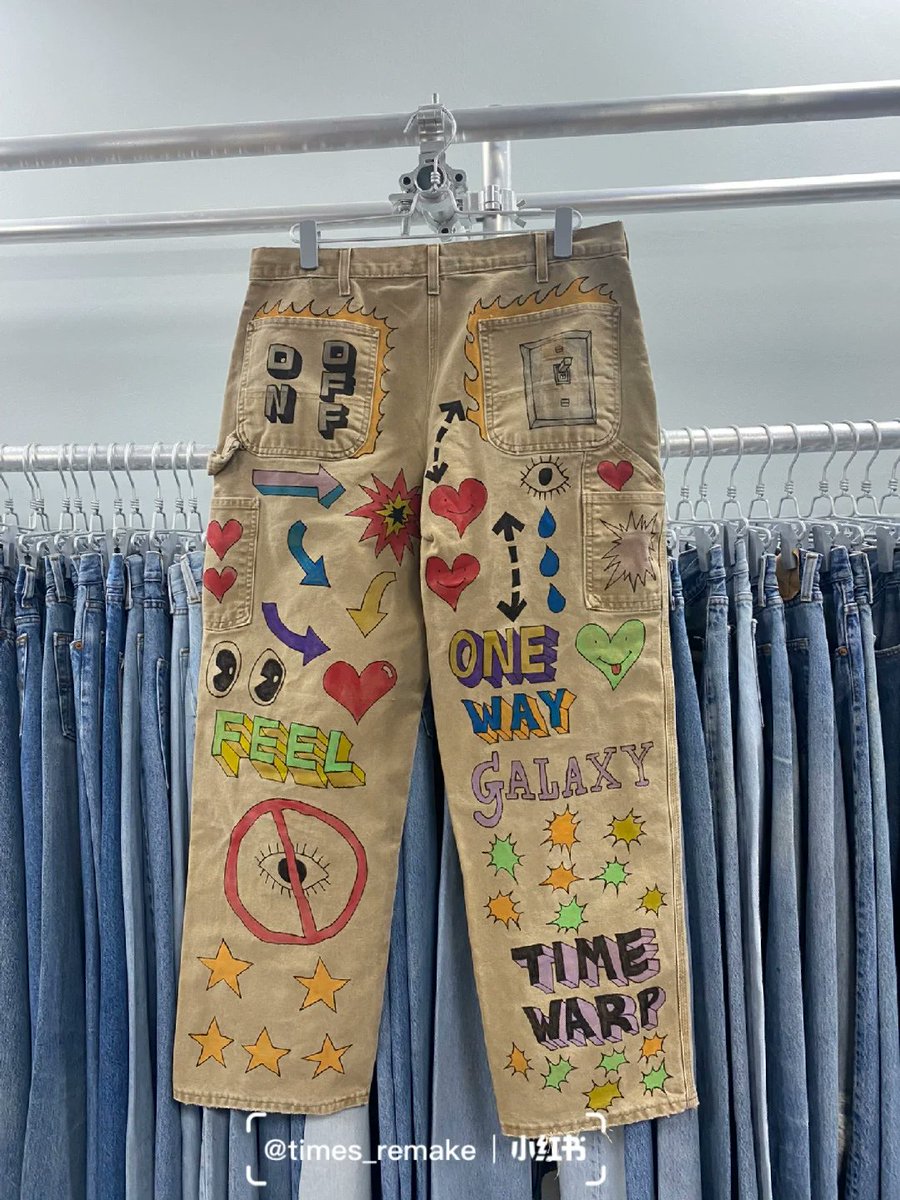 ON
OFF
FEEL
ONE
WAY
GALAXY
TIME
WARP
@times_remake | 小红书